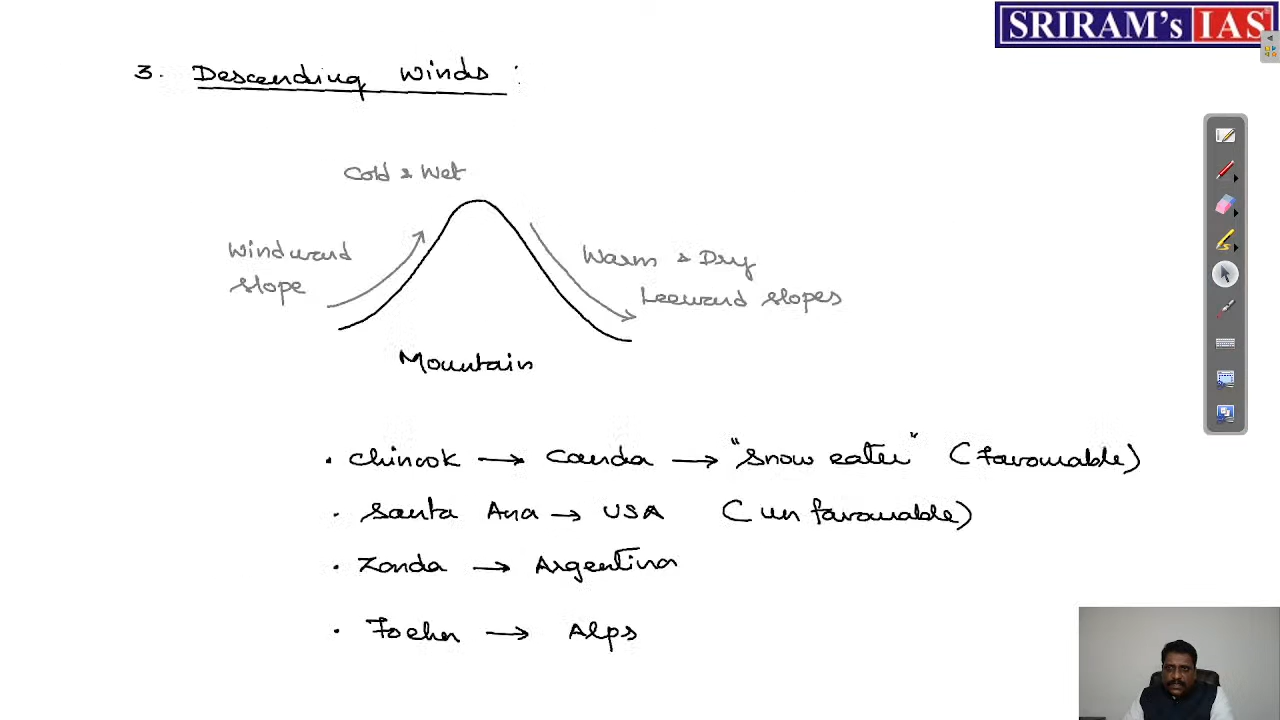 SRIRAM's IAS
3. Descending Winds :
Cold & Wet
Windward
slope
Warm & Dry
Leeward slopes
Mountain
. Chinook → Canda → "Snow eater" (favourable)
. Santa Ana → USA (unfavourable)
. Zonda → Argentina
. Foehn → Alps